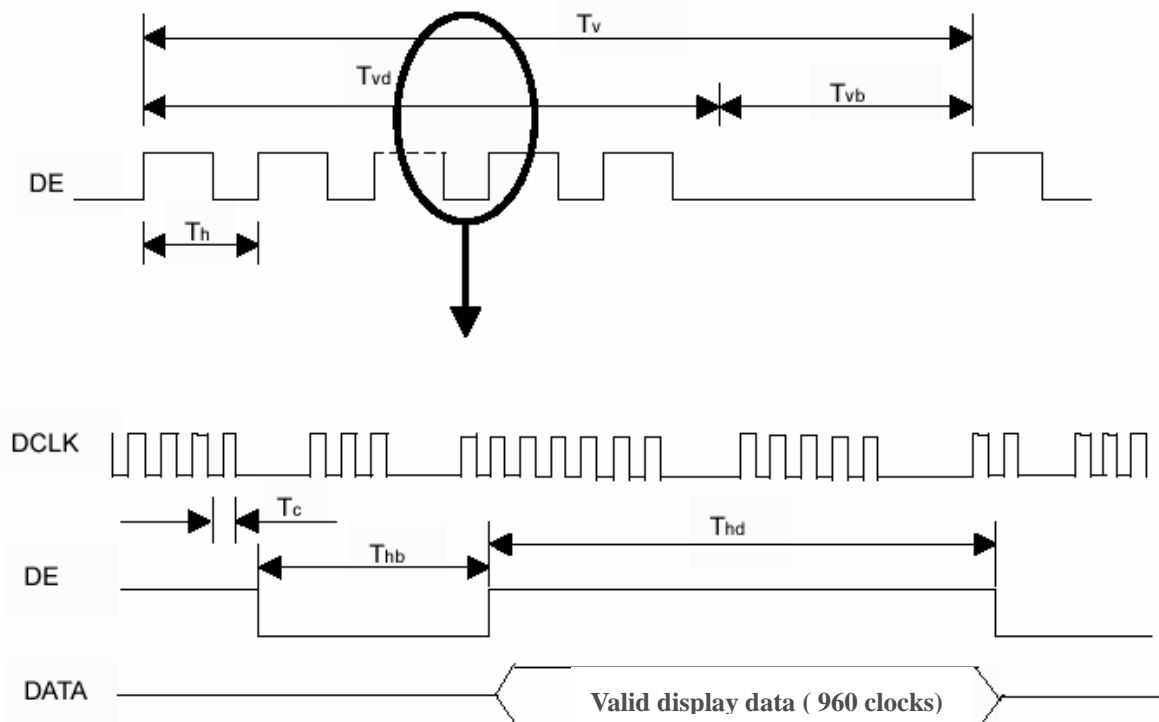 Tv
Tvd
Tvb
DE
Th
DCLK
Tc
Thd
Thb
DE
DATA
Valid display data ( 960 clocks)